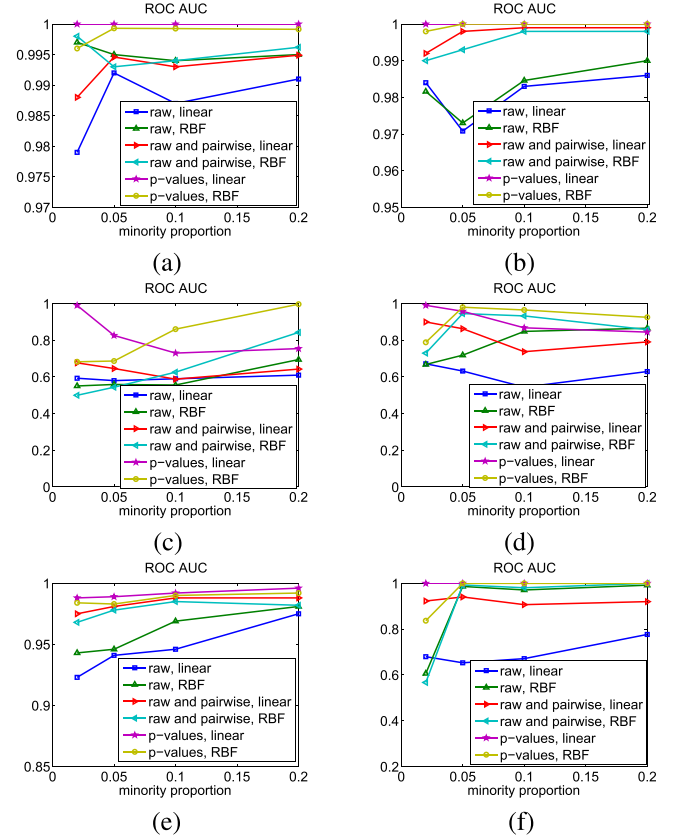 ROC AUC
1
0.995
0.99
0.985
0.98
0.975
0.97
0 0.05 0.1 0.15 0.2
minority proportion
raw, linear
raw, RBF
raw and pairwise, linear
raw and pairwise, RBF
p−values, linear
p−values, RBF
(a)
ROC AUC
1
0.99
0.98
0.97
0.96
0.95
0 0.05 0.1 0.15 0.2
minority proportion
raw, linear
raw, RBF
raw and pairwise, linear
raw and pairwise, RBF
p−values, linear
p−values, RBF
(b)
ROC AUC
1
0.8
0.6
0.4
0.2
0
0 0.05 0.1 0.15 0.2
minority proportion
raw, linear
raw, RBF
raw and pairwise, linear
raw and pairwise, RBF
p−values, linear
p−values, RBF
(c)
ROC AUC
1
0.8
0.6
0.4
0.2
0
0 0.05 0.1 0.15 0.2
minority proportion
raw, linear
raw, RBF
raw and pairwise, linear
raw and pairwise, RBF
p−values, linear
p−values, RBF
(d)
ROC AUC
1
0.95
0.9
0.85
0 0.05 0.1 0.15 0.2
minority proportion
raw, linear
raw, RBF
raw and pairwise, linear
raw and pairwise, RBF
p−values, linear
p−values, RBF
(e)
ROC AUC
1
0.8
0.6
0.4
0.2
0 0.05 0.1 0.15 0.2
minority proportion
raw, linear
raw, RBF
raw and pairwise, linear
raw and pairwise, RBF
p−values, linear
p−values, RBF
(f)